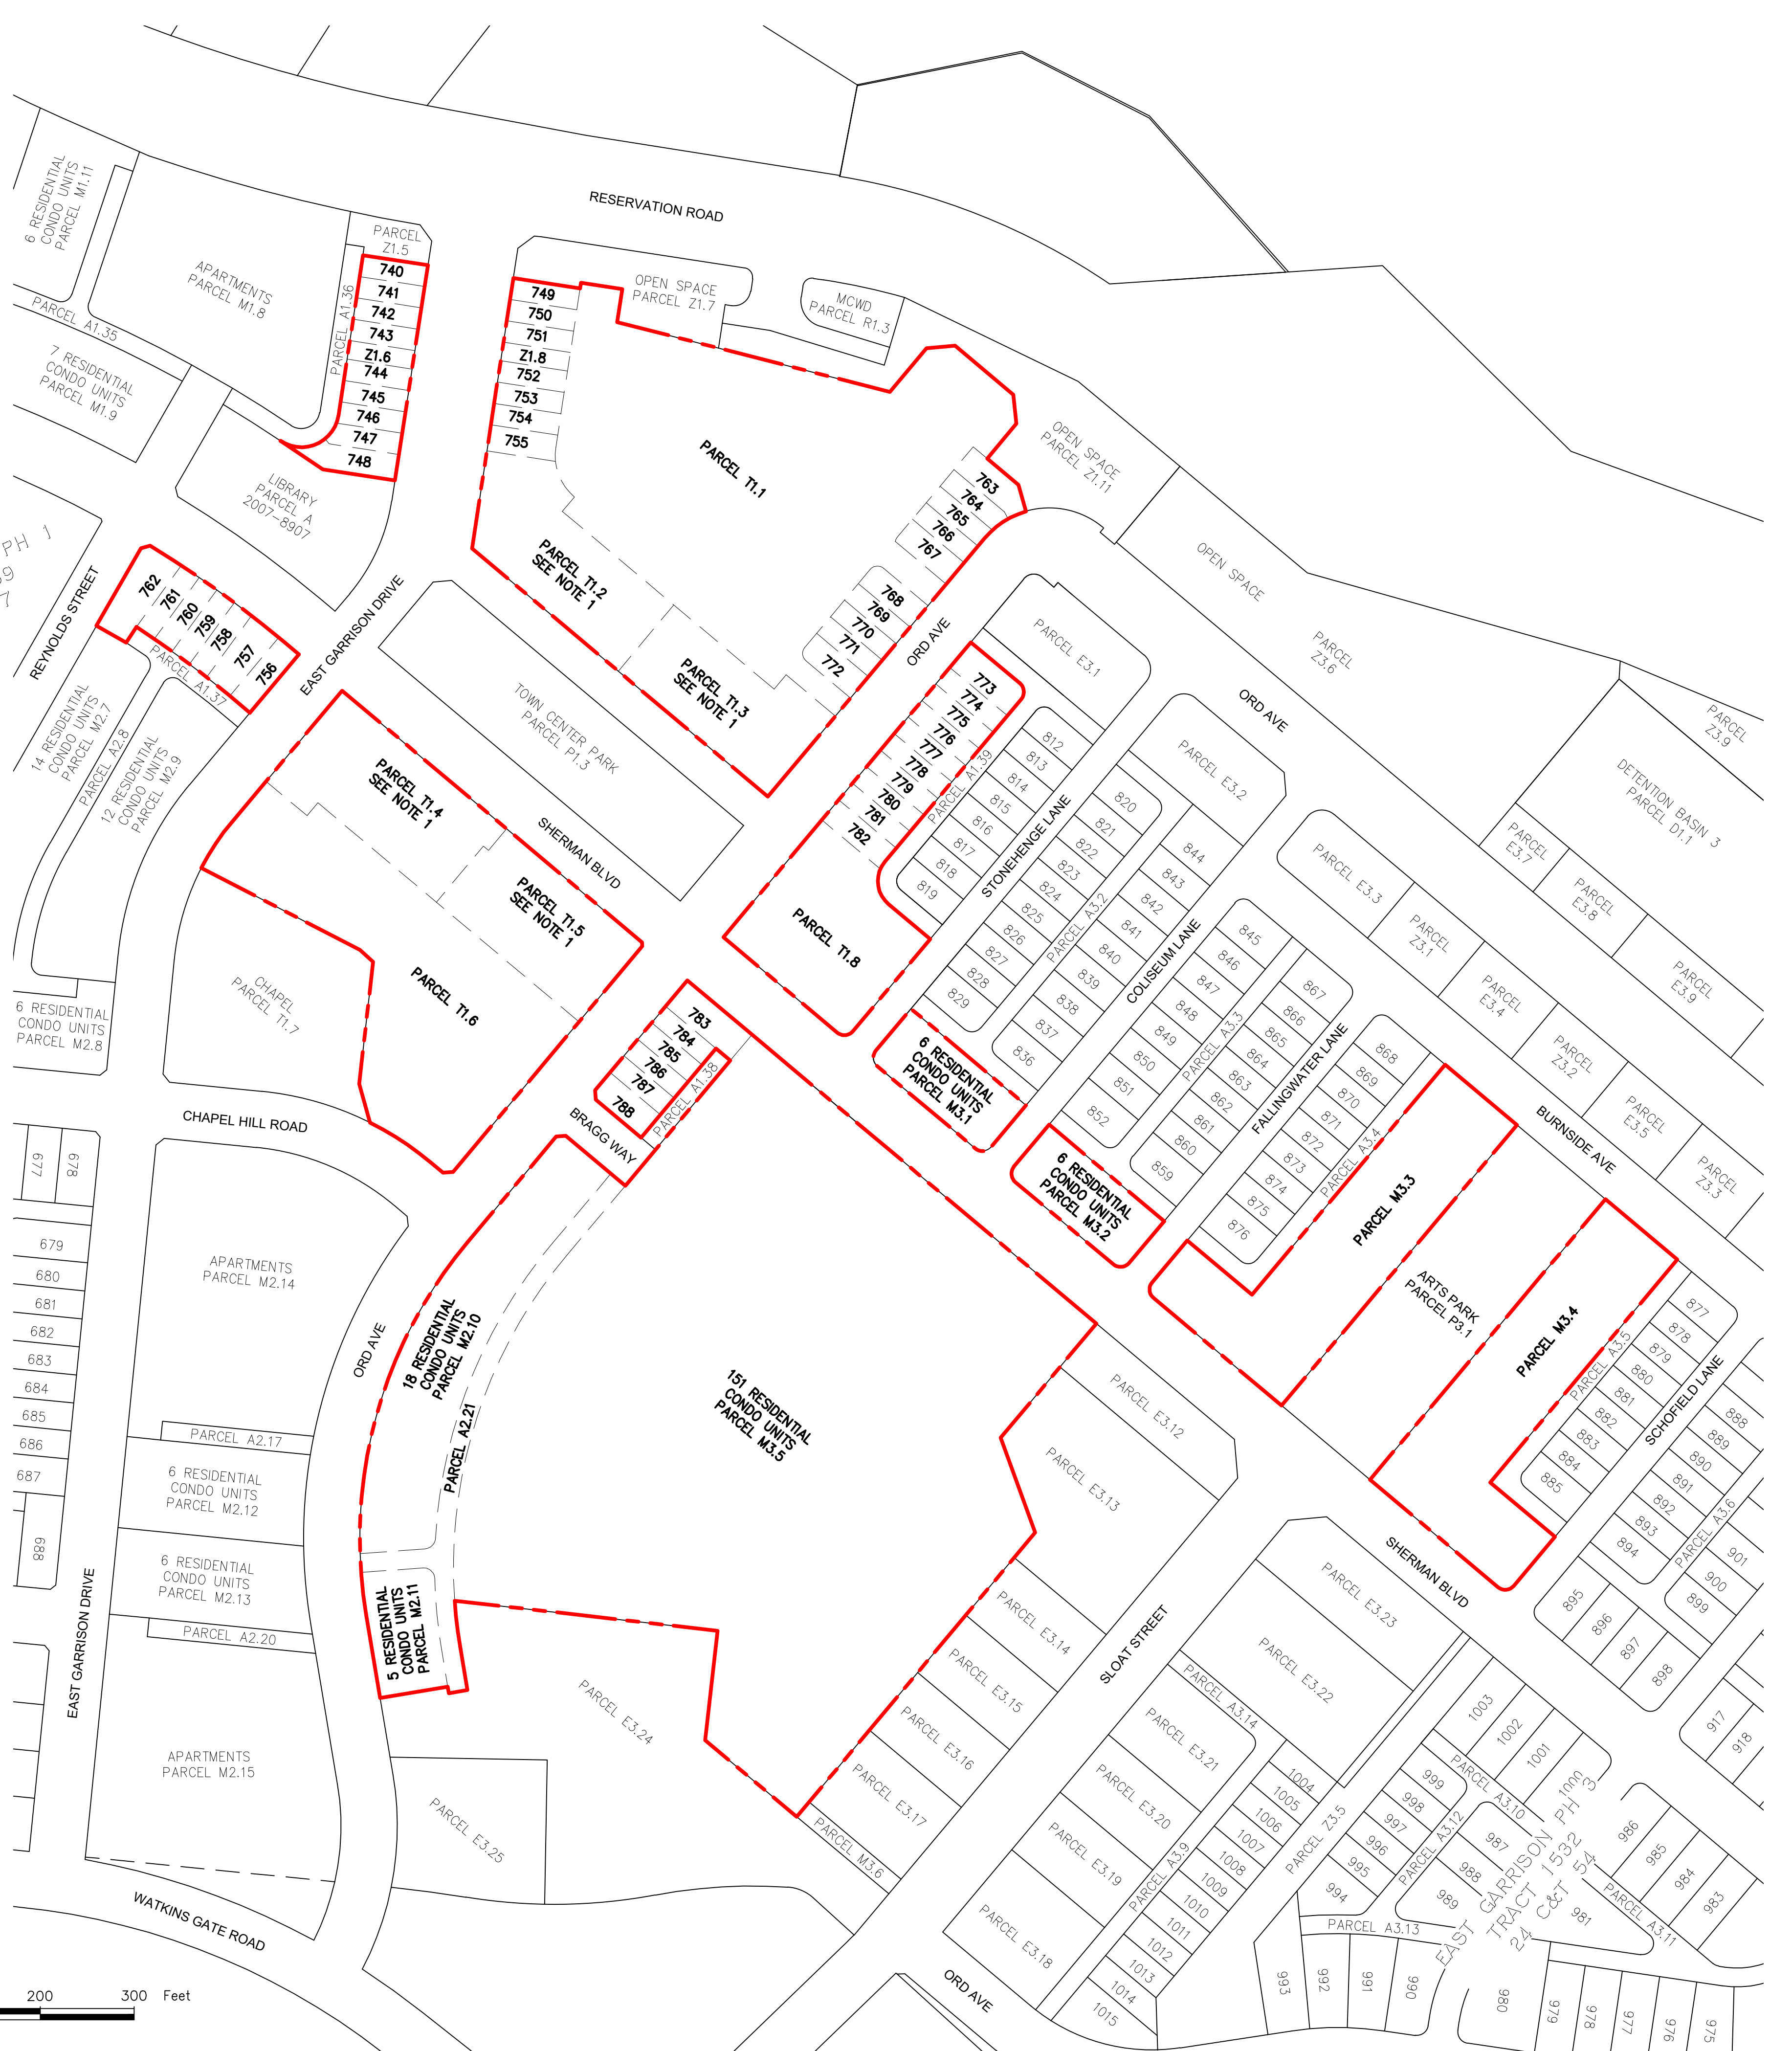 RESERVATION ROAD
6 RESIDENTIAL
CONDO UNITS
PARCEL M1.11
APARTMENTS
PARCEL M1.8
PARCEL A1.35
7 RESIDENTIAL
CONDO UNITS
PARCEL M1.9
PARCEL
Z1.5
PARCEL A1.36
740
741
742
743
Z1.6
744
745
746
747
748
LIBRARY
PARCEL A
2007-8907
OPEN SPACE
PARCEL Z1.7
MCWD
PARCEL R1.3
749
750
751
Z1.8
752
753
754
755
PARCEL T1.1
OPEN SPACE
PARCEL Z1.11
OPEN SPACE
PARCEL
Z3.6
PARCEL
Z3.9
DETENTION BASIN 3
PARCEL D1.1
763
764
765
766
767
768
769
770
771
772
PARCEL T1.2
SEE NOTE 1
PARCEL T1.3
SEE NOTE 1
ORD AVE
PH 1
REYNOLDS STREET
762
761
760
759
758
757
756
PARCEL A1.37
EAST GARRISON DRIVE
14 RESIDENTIAL
CONDO UNITS
PARCEL M2.7
PARCEL A2.8
12 RESIDENTIAL
CONDO UNITS
PARCEL M2.9
6 RESIDENTIAL
CONDO UNITS
PARCEL M2.8
TOWN CENTER PARK
PARCEL P1.3
PARCEL T1.4
SEE NOTE 1
SHERMAN BLVD
PARCEL T1.5
SEE NOTE 1
PARCEL T1.6
CHAPEL
PARCEL T1.7
CHAPEL HILL ROAD
PARCEL E3.1
773
774
775
776
777
778
779
780
781
782
PARCEL A1.39
PARCEL T1.8
812
813
814
815
816
817
818
819
STONEHENGE LANE
PARCEL E3.2
ORD AVE
820
821
822
823
824
825
826
827
828
829
PARCEL A3.2
844
843
842
841
840
839
838
837
836
COLISEUM LANE
845
846
847
848
849
850
851
852
PARCEL A3.3
867
866
865
864
863
862
861
860
859
FALLINGWATER LANE
868
869
870
871
872
873
874
875
876
PARCEL A3.4
PARCEL E3.3
PARCEL
Z3.1
PARCEL
E3.4
PARCEL
Z3.2
PARCEL
E3.5
PARCEL
Z3.3
PARCEL
E3.7
PARCEL
E3.8
PARCEL
E3.9
BURNSIDE AVE
6 RESIDENTIAL
CONDO UNITS
PARCEL M3.1
6 RESIDENTIAL
CONDO UNITS
PARCEL M3.2
PARCEL M3.3
ARTS PARK
PARCEL P3.1
PARCEL M3.4
783
784
785
786
787
788
PARCEL A1.38
BRAGG WAY
677
678
679
680
681
682
683
684
685
686
687
688
EAST GARRISON DRIVE
APARTMENTS
PARCEL M2.14
PARCEL A2.17
6 RESIDENTIAL
CONDO UNITS
PARCEL M2.12
6 RESIDENTIAL
CONDO UNITS
PARCEL M2.13
PARCEL A2.20
APARTMENTS
PARCEL M2.15
ORD AVE
18 RESIDENTIAL
CONDO UNITS
PARCEL M2.10
PARCEL A2.21
5 RESIDENTIAL
CONDO UNITS
PARCEL M2.11
151 RESIDENTIAL
CONDO UNITS
PARCEL M3.5
PARCEL E3.12
PARCEL E3.13
PARCEL E3.14
PARCEL E3.15
PARCEL E3.16
PARCEL E3.17
PARCEL M3.6
PARCEL E3.24
PARCEL E3.25
WATKINS GATE ROAD
SLOAT STREET
SHERMAN BLVD
PARCEL E3.23
PARCEL E3.22
PARCEL A3.14
PARCEL E3.21
PARCEL E3.20
PARCEL E3.19
PARCEL E3.18
PARCEL A3.9
ORD AVE
877
878
879
880
881
882
883
884
885
PARCEL A3.5
SCHOFIELD LANE
888
889
890
891
892
893
894
PARCEL A3.6
901
900
899
895
896
897
898
917
918
1003
1002
1001
1000
PARCEL A3.10
999
998
997
996
995
994
PARCEL A3.12
987
988
989
PARCEL Z3.5
1004
1005
1006
1007
1008
1009
1010
1011
1012
1013
1014
1015
986
985
984
983
981
PARCEL A3.11
PARCEL A3.13
EAST GARRISON PH 3
TRACT 1532
24 C&T 54
993
992
991
990
980
979
978
977
976
975
200 300 Feet